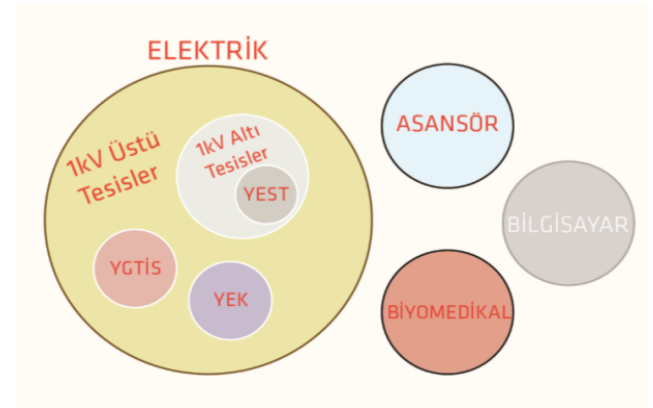 ELEKTRİK
1kV Üstü
Tesisler
1kV Altı
Tesisler
YEST
YGTİS
YEK
ASANSÖR
BİLGİSAYAR
BİYOMEDİKAL